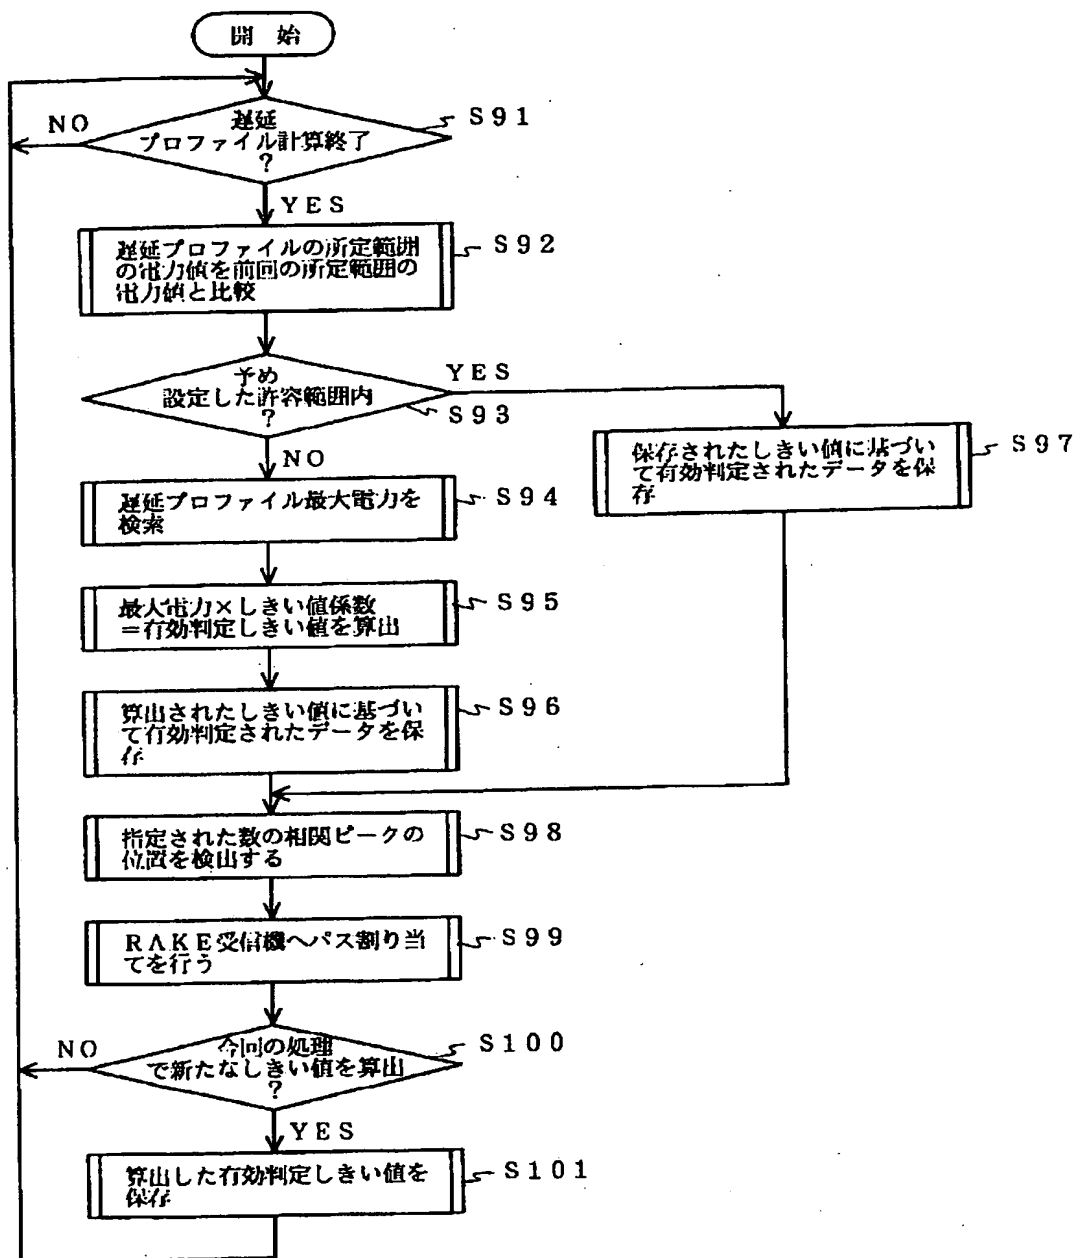 開 始
遅延
プロファイル計算終了
?
S91
NO
YES
遅延プロファイルの所定範囲
の電力値を前回の所定範囲の
電力値と比較
S92
予め
設定した許容範囲内
?
YES
S93
NO
保存されたしきい値に基づい
て有効判定されたデータを保
存
S97
遅延プロファイル最大電力を
検索
S94
最大電力×しきい値係数
=有効判定しきい値を算出
S95
算出されたしきい値に基づい
て有効判定されたデータを保
存
S96
指定された数の相関ピークの
位置を検出する
S98
RAKE受信機へパス割り当
てを行う
S99
今回の処理
で新たなしきい値を算出
?
S100
NO
YES
算出した有効判定しきい値を
保存
S101